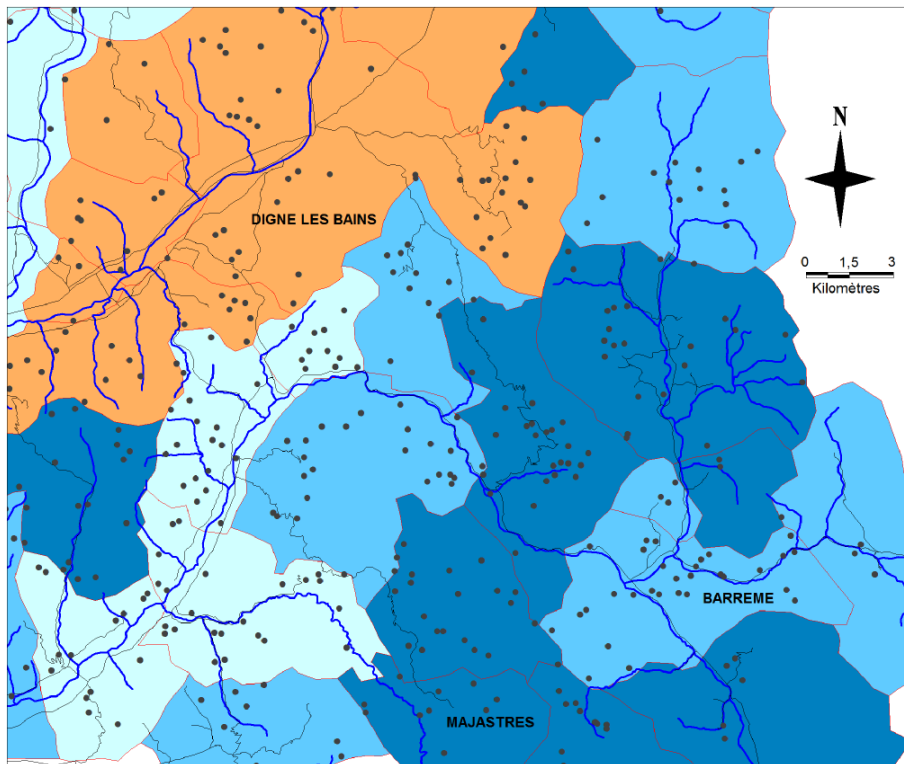 N
DIGNE LES BAINS
0 1,5 3
Kilomètres
BARREME
MAJASTRES